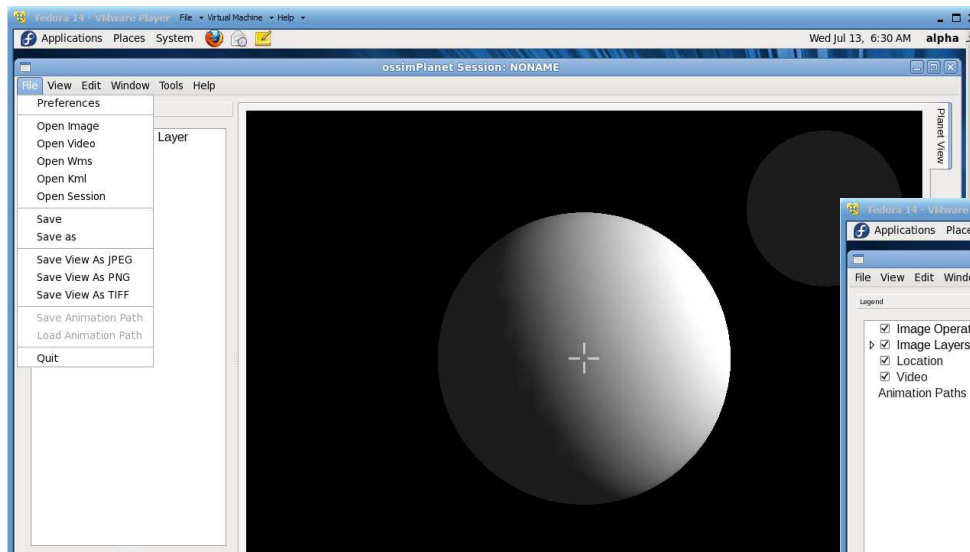 Fedora 14 - VMware Player File Virtual Machine Help
Applications Places System Wed Jul 13, 6:30 AM alpha
ossimPlanet Session: NONAME
File View Edit Window Tools Help
Preferences
Open Image
Open Video
Open Wms
Open Kml
Open Session
Save
Save as
Save View As JPEG
Save View As PNG
Save View As TIFF
Save Animation Path
Load Animation Path
Quit
Layer
Planet View
Fedora 14 - VMware
Applications Place
File View Edit Windo
Legend
Image Operat
Image Layers
Location
Video
Animation Paths